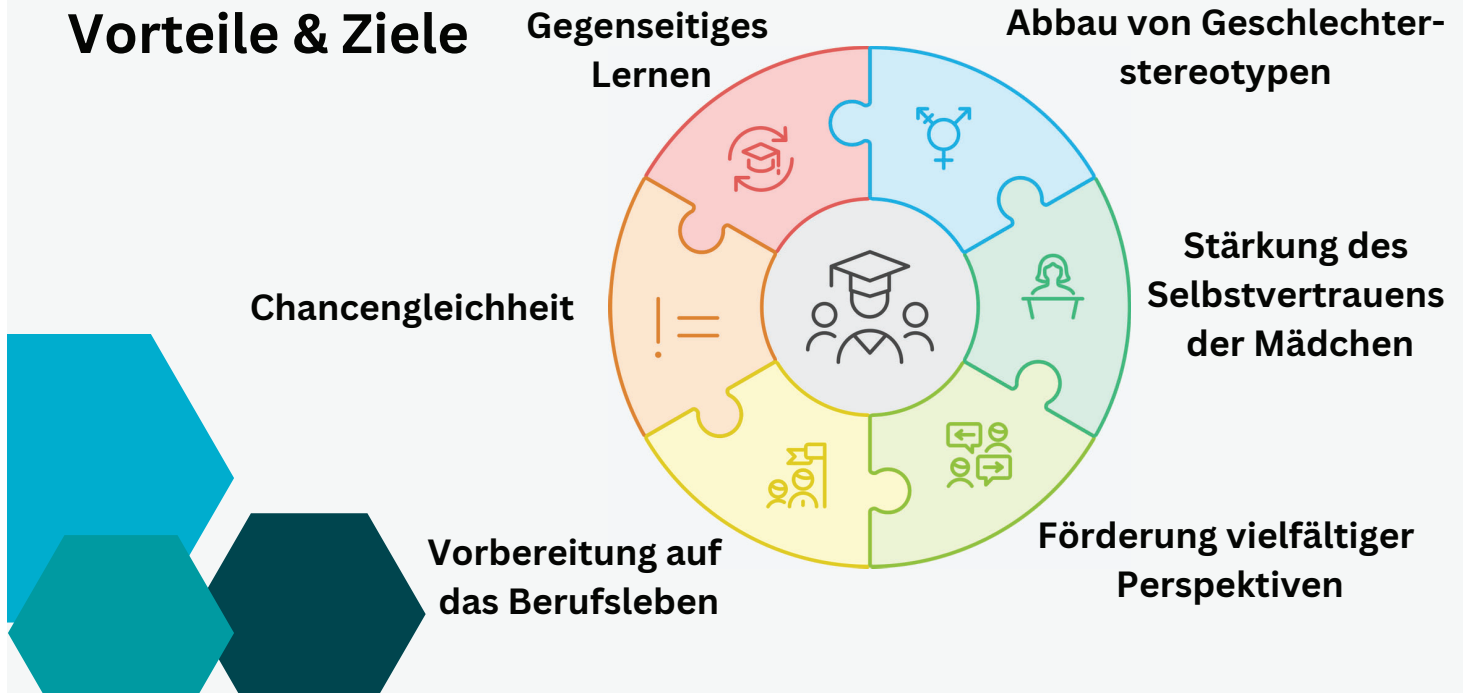 Vorteile & Ziele
Gegenseitiges
Lernen
Abbau von Geschlechter-
stereotypen
Stärkung des
Selbstvertrauens
der Mädchen
Chancengleichheit
Förderung vielfältiger
Perspektiven
Vorbereitung auf
das Berufsleben